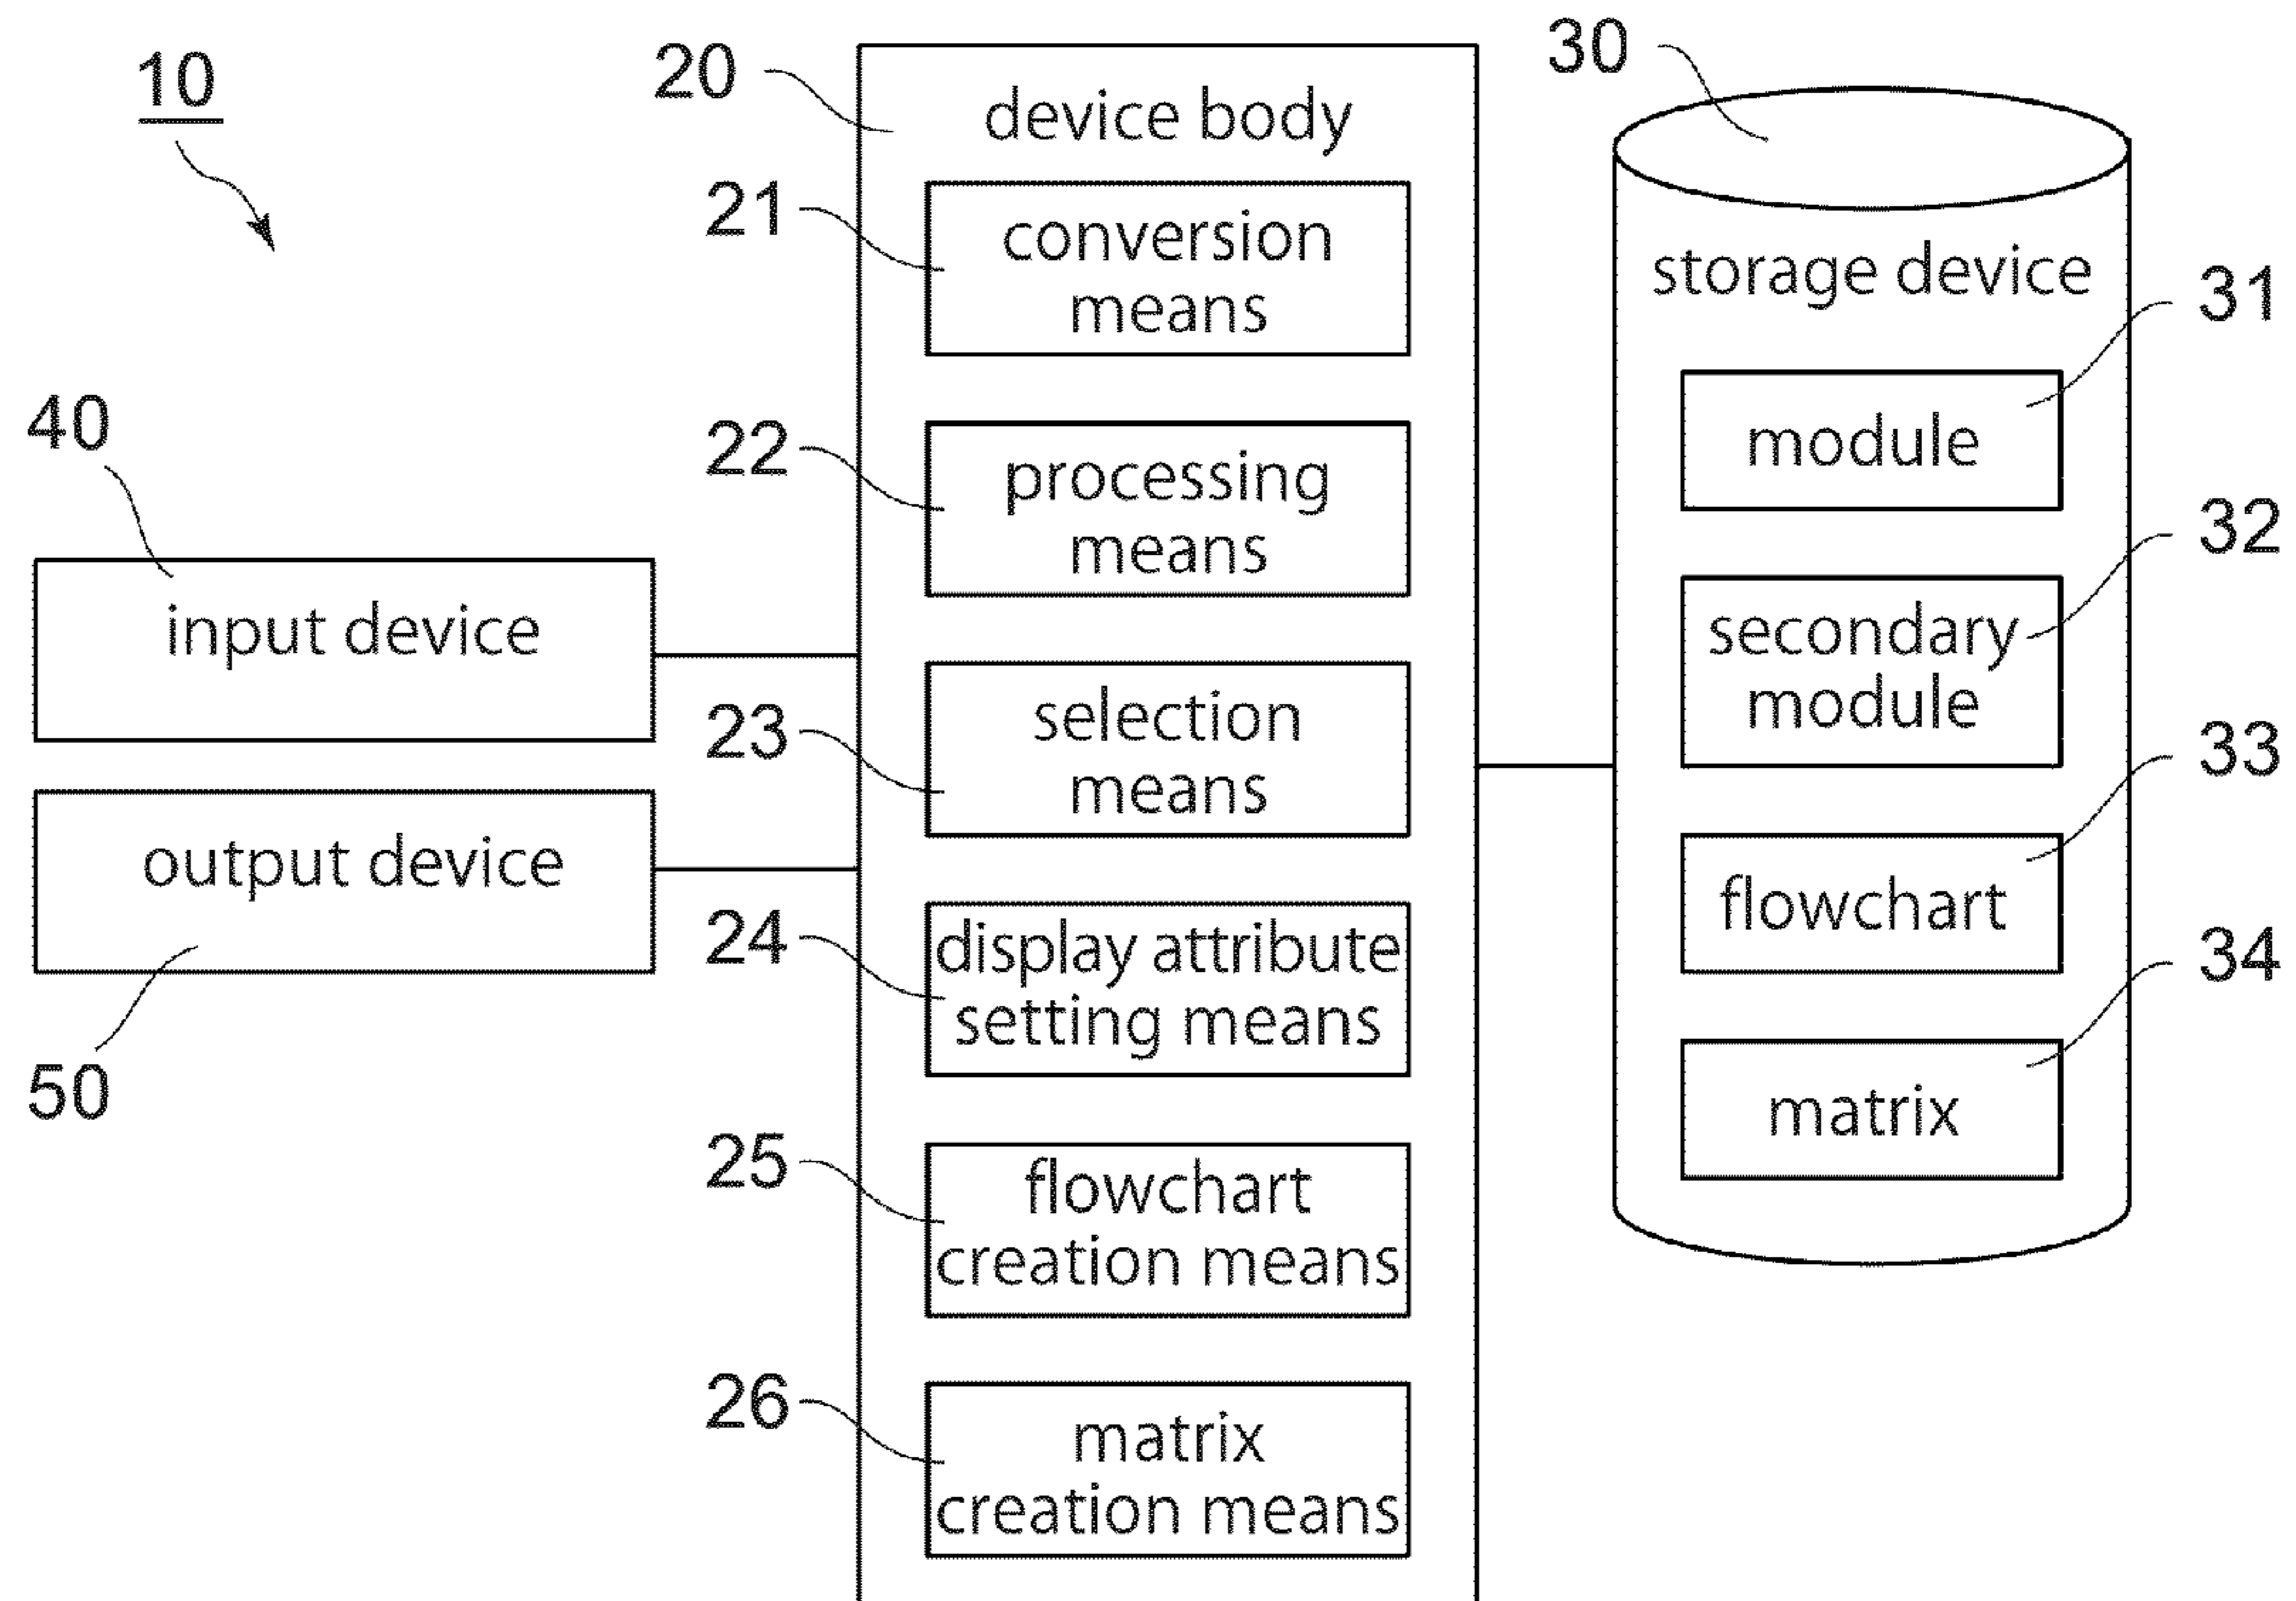 10
20
device body
21
conversion
means
22
processing
means
23
selection
means
24
display attribute
setting means
25
flowchart
creation means
26
matrix
creation means
40
input device
output device
50
30
storage device
31
module
32
secondary
module
33
flowchart
34
matrix